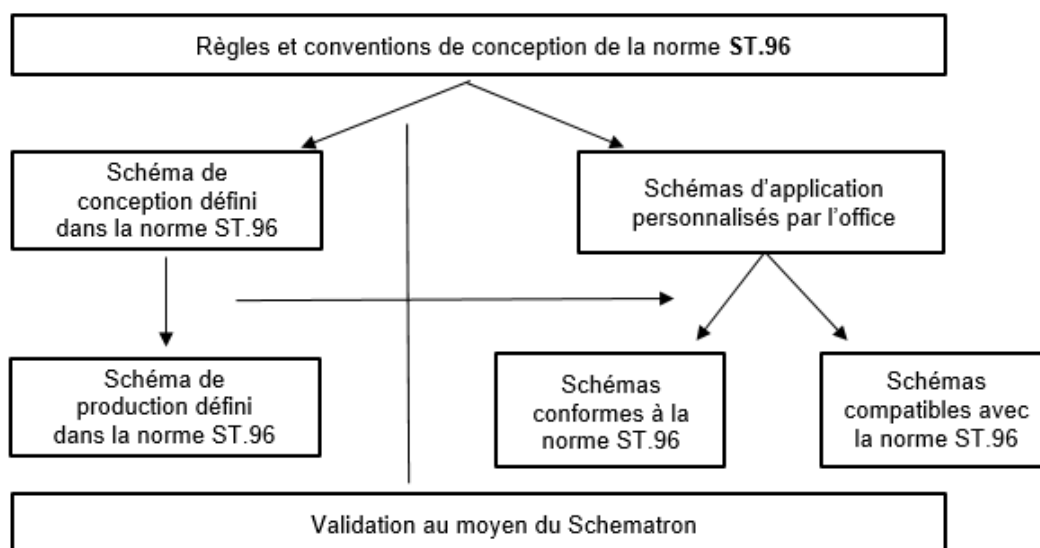 Règles et conventions de conception de la norme ST.96
Schéma de
conception défini
dans la norme ST.96
Schémas d’application
personnalisés par l’office
Schéma de
production défini
dans la norme ST.96
Schémas
conformes à la
norme ST.96
Schémas
compatibles avec
la norme ST.96
Validation au moyen du Schematron